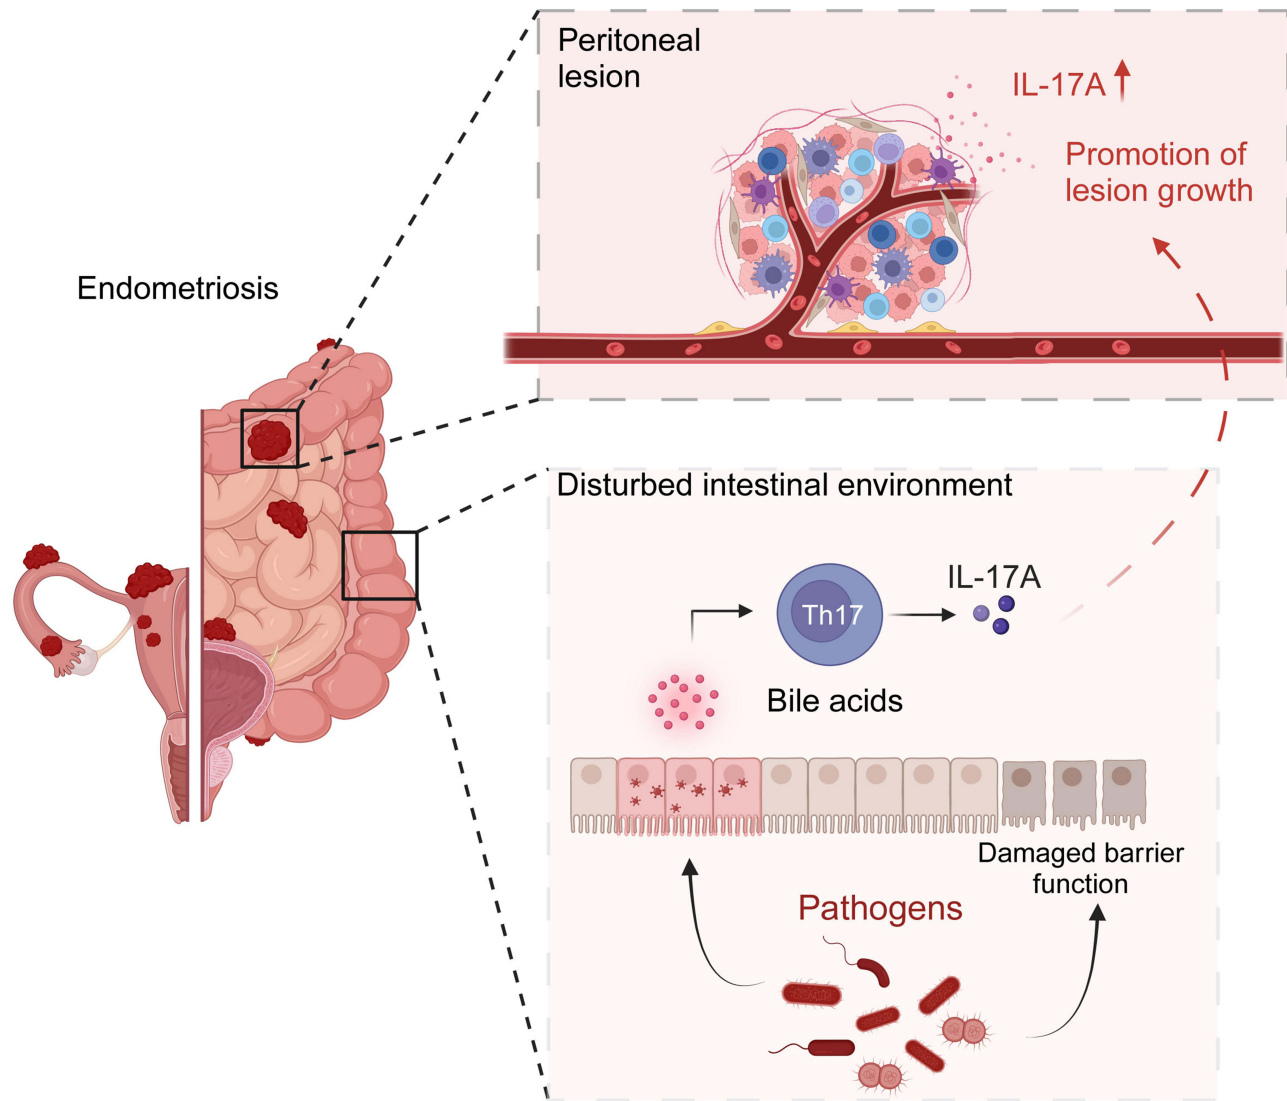 Peritoneal
lesion
IL-17A
Promotion of
lesion growth
Endometriosis
Disturbed intestinal environment
IL-17A
Th17
Bile acids
Damaged barrier
function
Pathogens